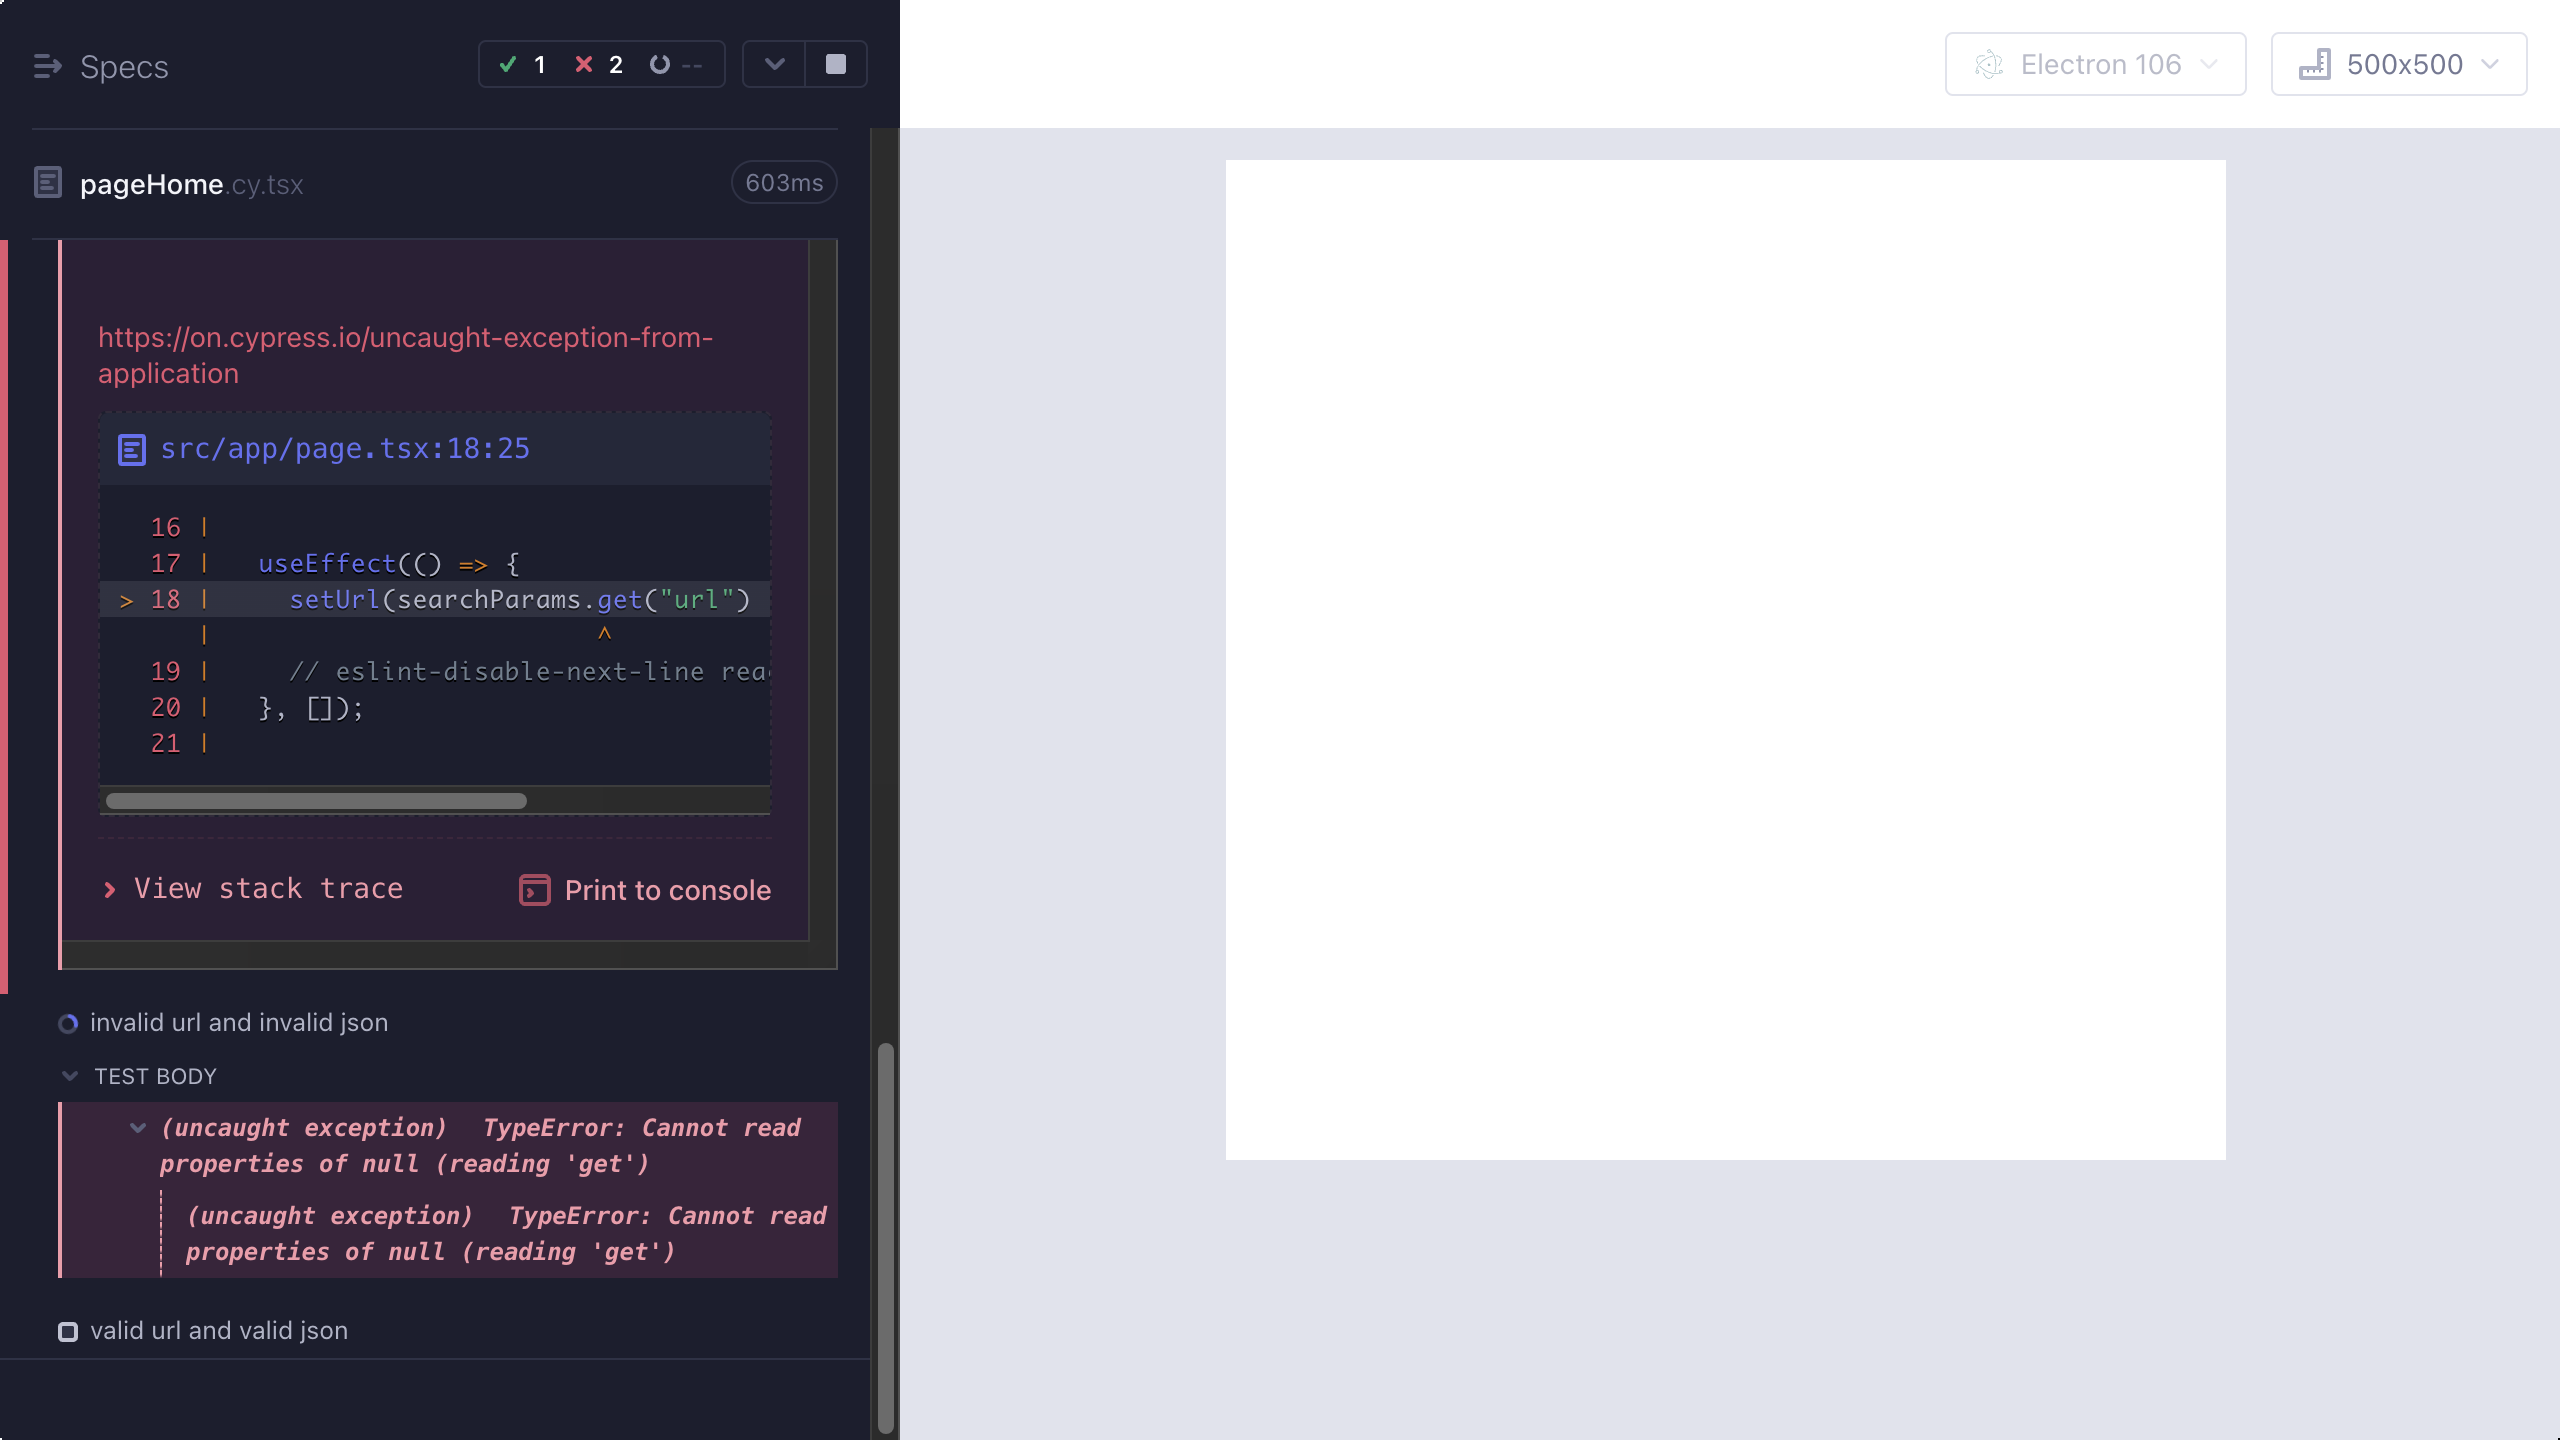 Specs
1 2 --
Electron 106
500x500
pageHome.cy.tsx
603ms
https://on.cypress.io/uncaught-exception-from-
application
src/app/page.tsx:18:25
16 |
17 |   useEffect(() => {
> 18 |     setUrl(searchParams.get("url")
|                         ^
19 |     // eslint-disable-next-line rea
20 |   }, []);
21 |
View stack trace
Print to console
invalid url and invalid json
TEST BODY
(uncaught exception)  TypeError: Cannot read
properties of null (reading 'get')
(uncaught exception)  TypeError: Cannot read
properties of null (reading 'get')
valid url and valid json